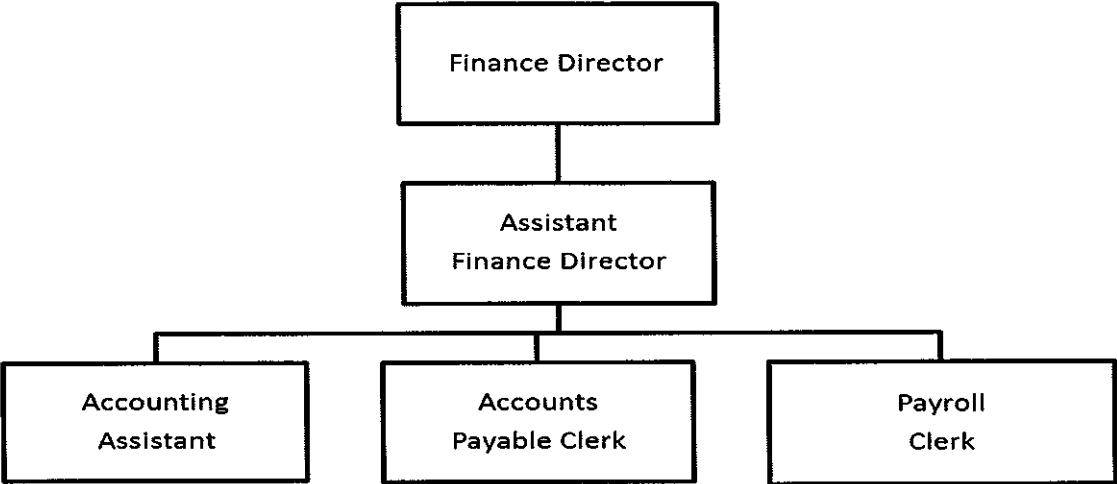 Finance Director
Assistant
Finance Director
Accounting
Assistant
Accounts
Payable Clerk
Payroll
Clerk